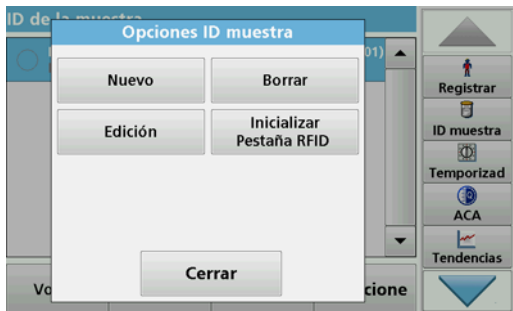 ID de la muestra
Opciones ID muestra
01)
Nuevo
Borrar
Edición
Inicializar
Pestaña RFID
Cerrar
Vo
cione
Registrar
ID muestra
Temporizad
ACA
Tendencias